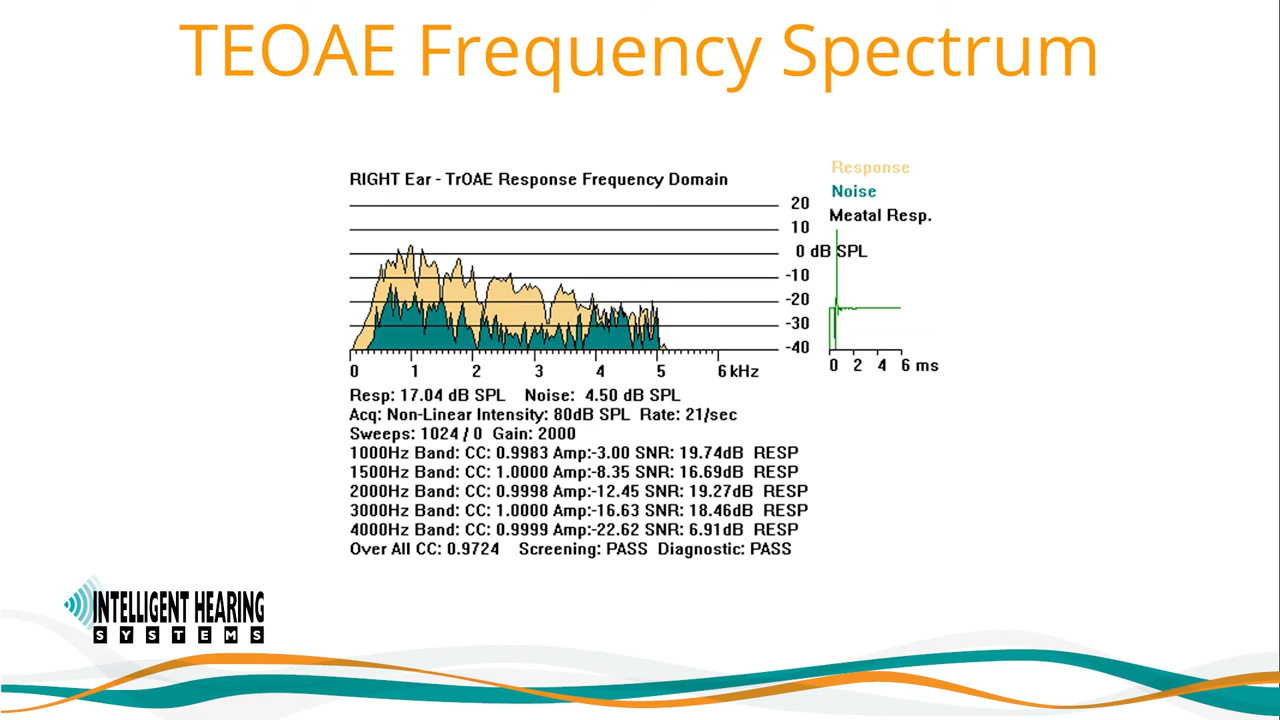 TEOAE Frequency Spectrum
RIGHT Ear - TrOAE Response Frequency Domain
Response
Noise
Meatal Resp.
20
10
0 dB SPL
-10
-20
-30
-40
0 1 2 3 4 5 6 kHz
0 2 4 6 ms
Resp: 17.04 dB SPL Noise: 4.50 dB SPL
Acq: Non-Linear Intensity: 80dB SPL Rate: 21/sec
Sweeps: 1024 / 0 Gain: 2000
1000Hz Band: CC: 0.9983 Amp:-3.00 SNR: 19.74dB RESP
1500Hz Band: CC: 1.0000 Amp:-8.35 SNR: 16.69dB RESP
2000Hz Band: CC: 0.9998 Amp:-12.45 SNR: 19.27dB RESP
3000Hz Band: CC: 1.0000 Amp:-16.63 SNR: 18.46dB RESP
4000Hz Band: CC: 0.9999 Amp:-22.62 SNR: 6.91dB RESP
Over All CC: 0.9724 Screening: PASS Diagnostic: PASS
INTELLIGENT HEARING
SYSTEMS